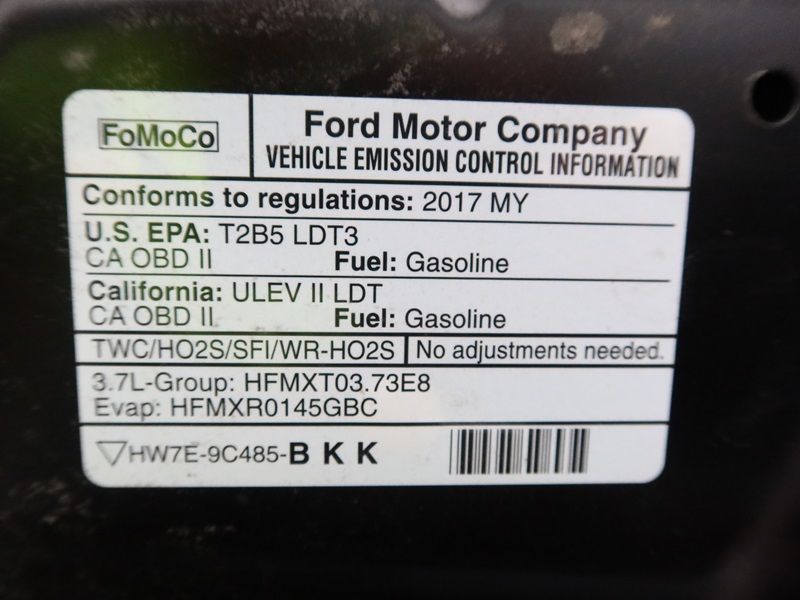 FoMoCo
Ford Motor Company
VEHICLE EMISSION CONTROL INFORMATION
Conforms to regulations: 2017 MY
U.S. EPA: T2B5 LDT3
CA OBD II Fuel: Gasoline
California: ULEV II LDT
CA OBD II Fuel: Gasoline
TWC/HO2S/SFI/WR-HO2S No adjustments needed.
3.7L-Group: HFMXT03.73E8
Evap: HFMXR0145GBC
HW7E-9C485-B K K